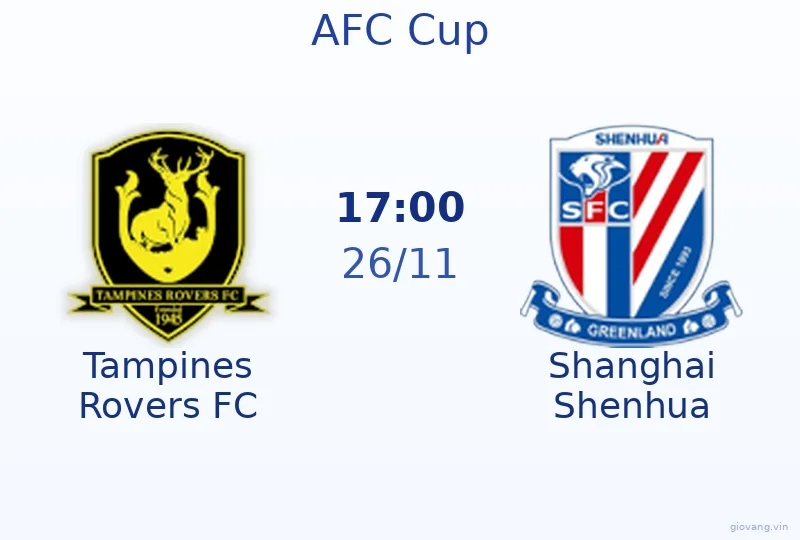 AFC Cup
SHENHUA
SFC
SINCE 1993
GREENLAND
17:00
26/11
TAMPINES ROVERS FC
Founded
1945
Tampines
Rovers FC
Shanghai
Shenhua
giovang.vin